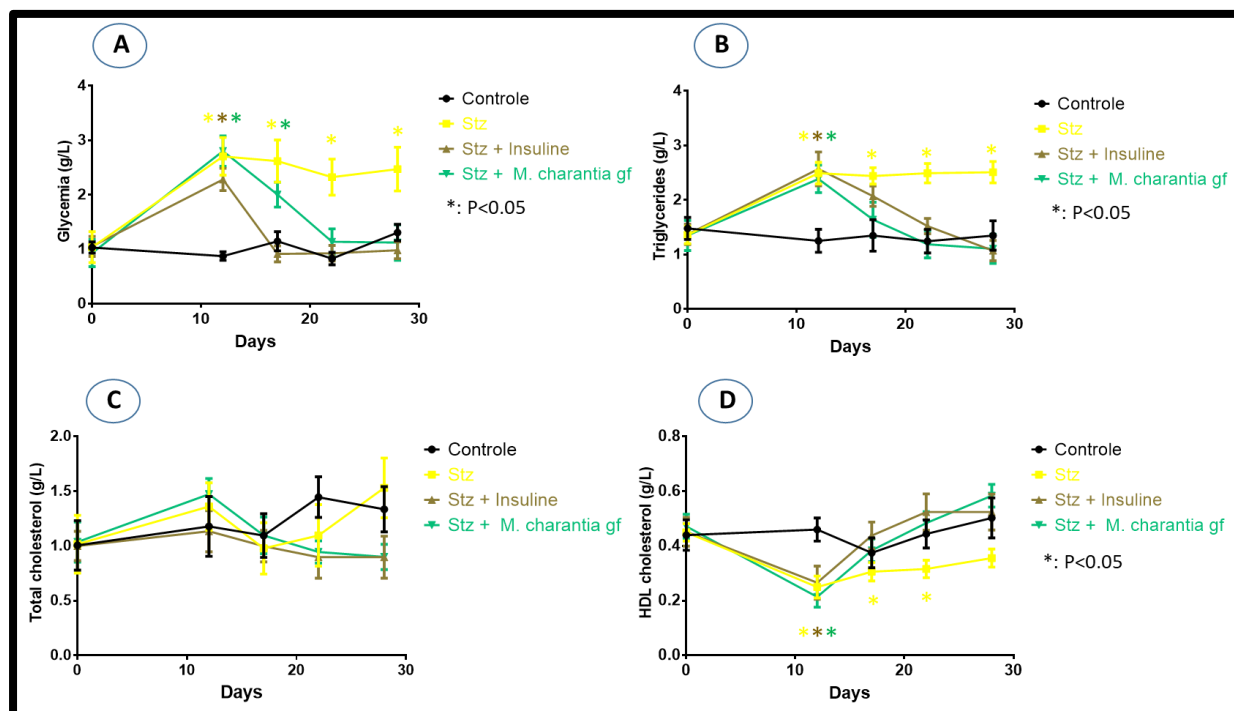 A
Glycemia (g/L)
4
3
2
1
0
0
10
20
30
Days
* * *
* *
*
*
Controle
Stz
Stz + Insuline
Stz + M. charantia gf
*: P<0.05
B
Triglycerides (g/L)
4
3
2
1
0
0
10
20
30
Days
* * *
*
*
*
Controle
Stz
Stz + Insuline
Stz + M. charantia gf
*: P<0.05
C
Total cholesterol (g/L)
2.0
1.5
1.0
0.5
0.0
0
10
20
30
Days
Controle
Stz
Stz + Insuline
Stz + M. charantia gf
D
HDL cholesterol (g/L)
0.8
0.6
0.4
0.2
0.0
0
10
20
30
Days
* * *
*
*
Controle
Stz
Stz + Insuline
Stz + M. charantia gf
*: P<0.05